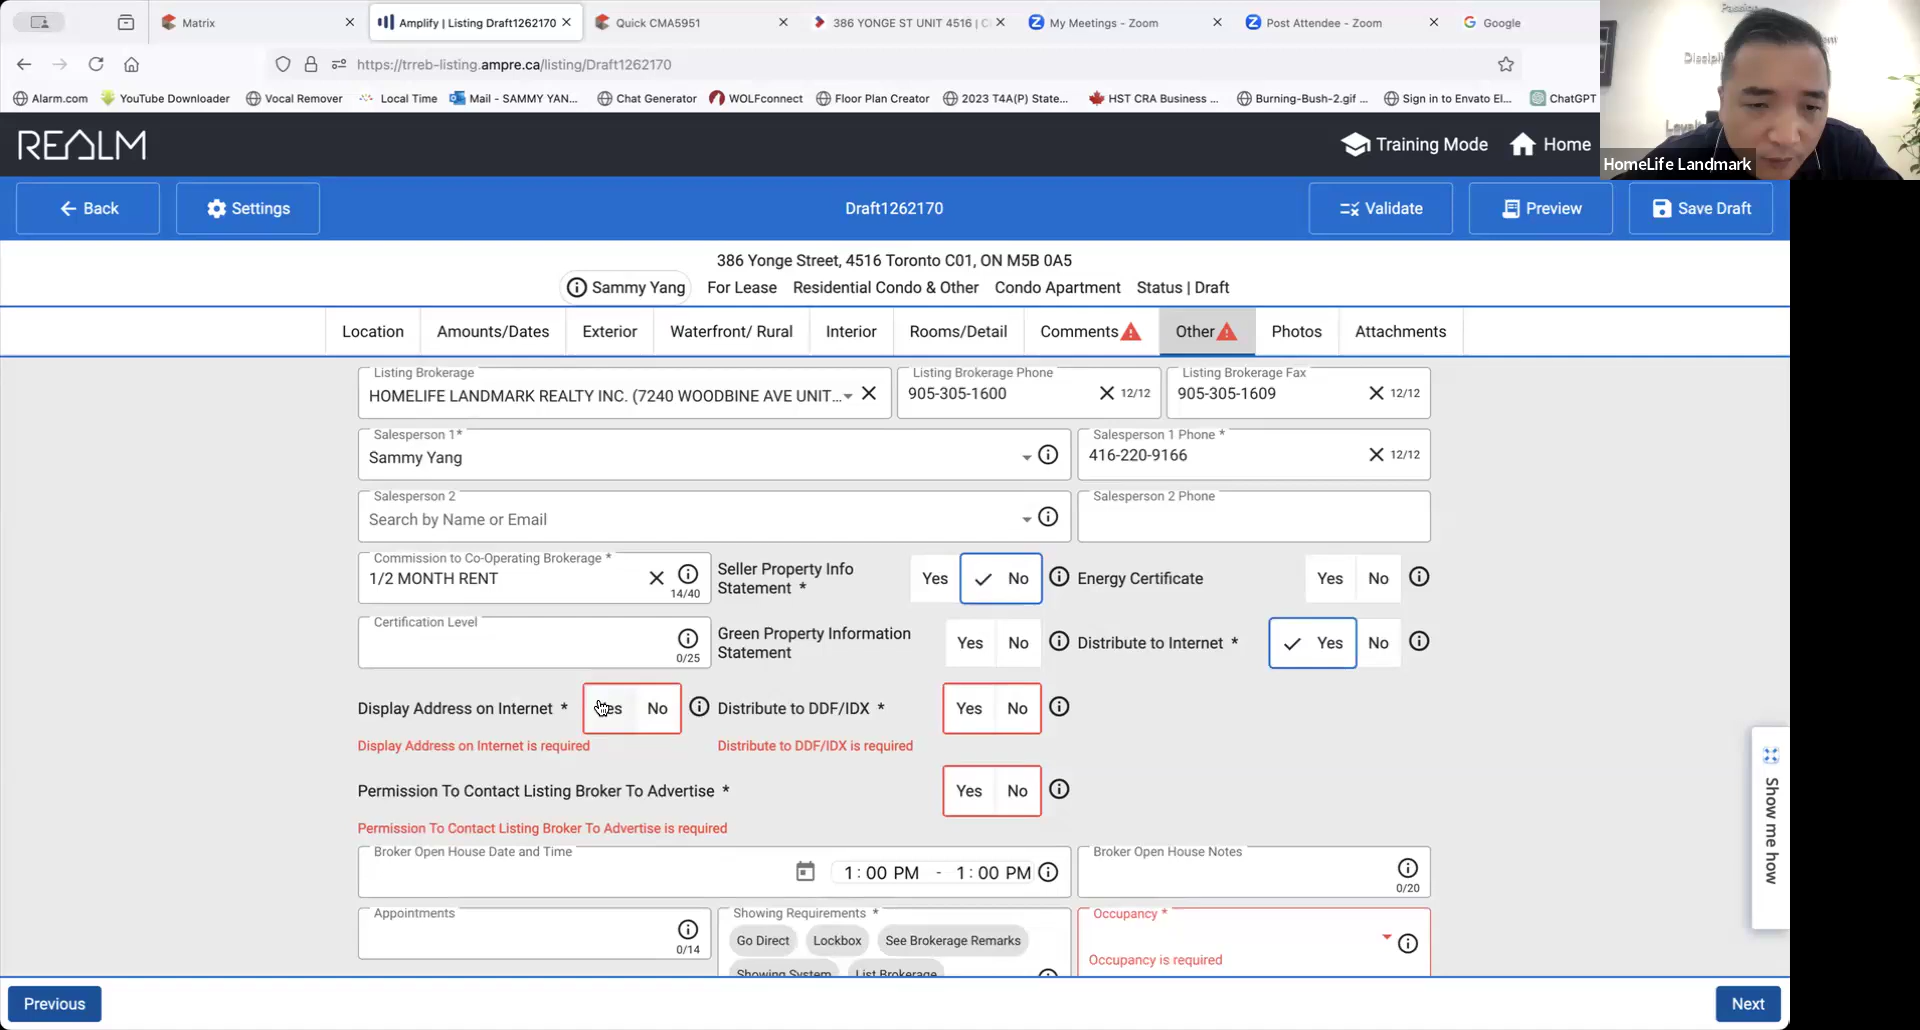 Matrix
Amplify | Listing Draft1262170
Quick CMA5951
386 YONGE ST UNIT 4516 |
My Meetings - Zoom
Post Attendee - Zoom
Google
https://trreb-listing.ampre.ca/listing/Draft1262170
Alarm.com
YouTube Downloader
Vocal Remover
Local Time
Mail - SAMMY YAN...
Chat Generator
WOLFconnect
Floor Plan Creator
2023 T4A(P) State...
HST CRA Business ...
Burning-Bush-2.gif ...
Sign in to Envato El...
ChatGPT
REALM
Training Mode
Home
HomeLife Landmark
Back
Settings
Draft1262170
Validate
Preview
Save Draft
386 Yonge Street, 4516 Toronto C01, ON M5B 0A5
Sammy Yang For Lease Residential Condo & Other Condo Apartment Status | Draft
Location
Amounts/Dates
Exterior
Waterfront/ Rural
Interior
Rooms/Detail
Comments
Other
Photos
Attachments
Listing Brokerage
HOMELIFE LANDMARK REALTY INC. (7240 WOODBINE AVE UNIT...
Listing Brokerage Phone
905-305-1600
12/12
Listing Brokerage Fax
905-305-1609
12/12
Salesperson 1*
Sammy Yang
Salesperson 1 Phone *
416-220-9166
12/12
Salesperson 2
Search by Name or Email
Salesperson 2 Phone
Commission to Co-Operating Brokerage *
1/2 MONTH RENT
14/40
Seller Property Info
Statement *
Yes No
Energy Certificate
Yes No
Certification Level
0/25
Green Property Information
Statement
Yes No
Distribute to Internet *
Yes No
Display Address on Internet *
No
Display Address on Internet is required
Distribute to DDF/IDX *
Yes No
Distribute to DDF/IDX is required
Permission To Contact Listing Broker To Advertise *
Yes No
Permission To Contact Listing Broker To Advertise is required
Broker Open House Date and Time
1:00 PM - 1:00 PM
Broker Open House Notes
0/20
Appointments
0/14
Showing Requirements *
Go Direct
Lockbox
See Brokerage Remarks
Showing System
List Brokerage
Occupancy *
Occupancy is required
Show me how
Previous
Next